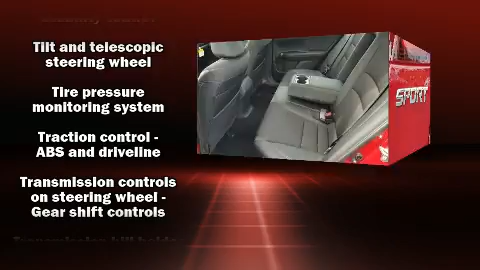 Tilt and telescopic
steering wheel
Tire pressure
monitoring system
Traction control -
ABS and driveline
Transmission controls
on steering wheel -
Gear shift controls
SPORT